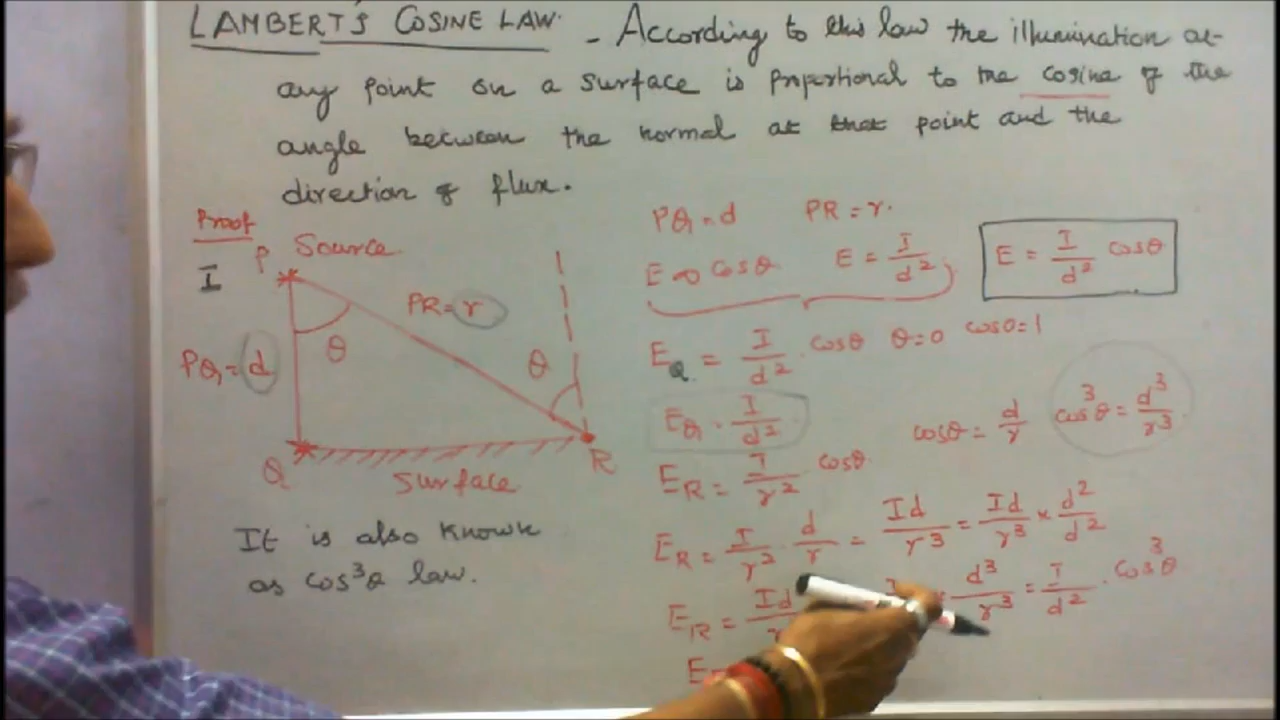 LAMBERT'S COSINE LAW. - According to this law the illumination at
any point on a surface is proportional to the cosine of the
angle between the normal at that point and the
direction of flux.
Proof
P Source
I
PR = r
θ
θ
PQ = d
Q
Surface
R
It is also known
as cos³θ law.
PQ = d PR = r.
E ∝ cosθ E = I/d² E = I/d² cosθ
E_Q = I/d² · cosθ θ=0 cos0=1
E_Q = I/d² cosθ = d/r cos³θ = d³/r³
E_R = I/r² cosθ
E_R = I/r² · d/r = Id/r³ = Id/r³ × d²/d²
E_R = Id d³/r³ = I/d² · cos³θ
E